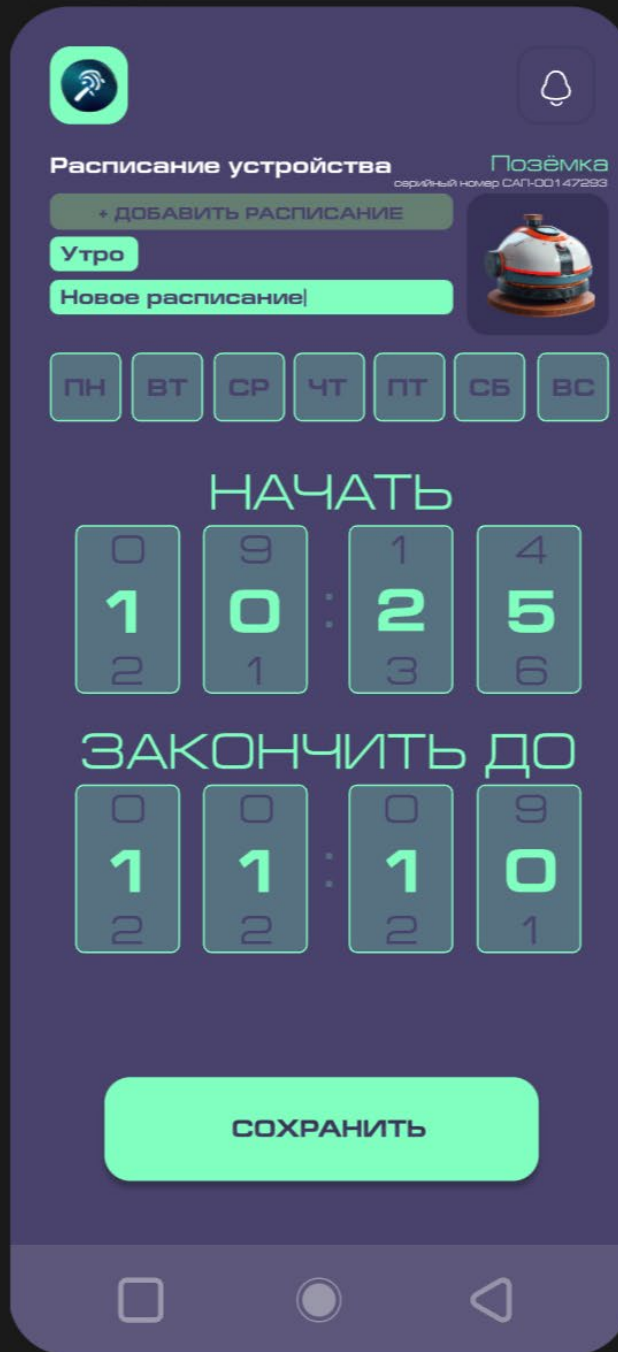 Расписание устройства
Позёмка
серийный номер САП-00147293
+ ДОБАВИТЬ РАСПИСАНИЕ
Утро
Новое расписание
ПН ВТ СР ЧТ ПТ СБ ВС
НАЧАТЬ
0 9 1 4
1 0 : 2 5
2 1 3 6
ЗАКОНЧИТЬ ДО
0 0 0 9
1 1 : 1 0
2 2 2 1
СОХРАНИТЬ